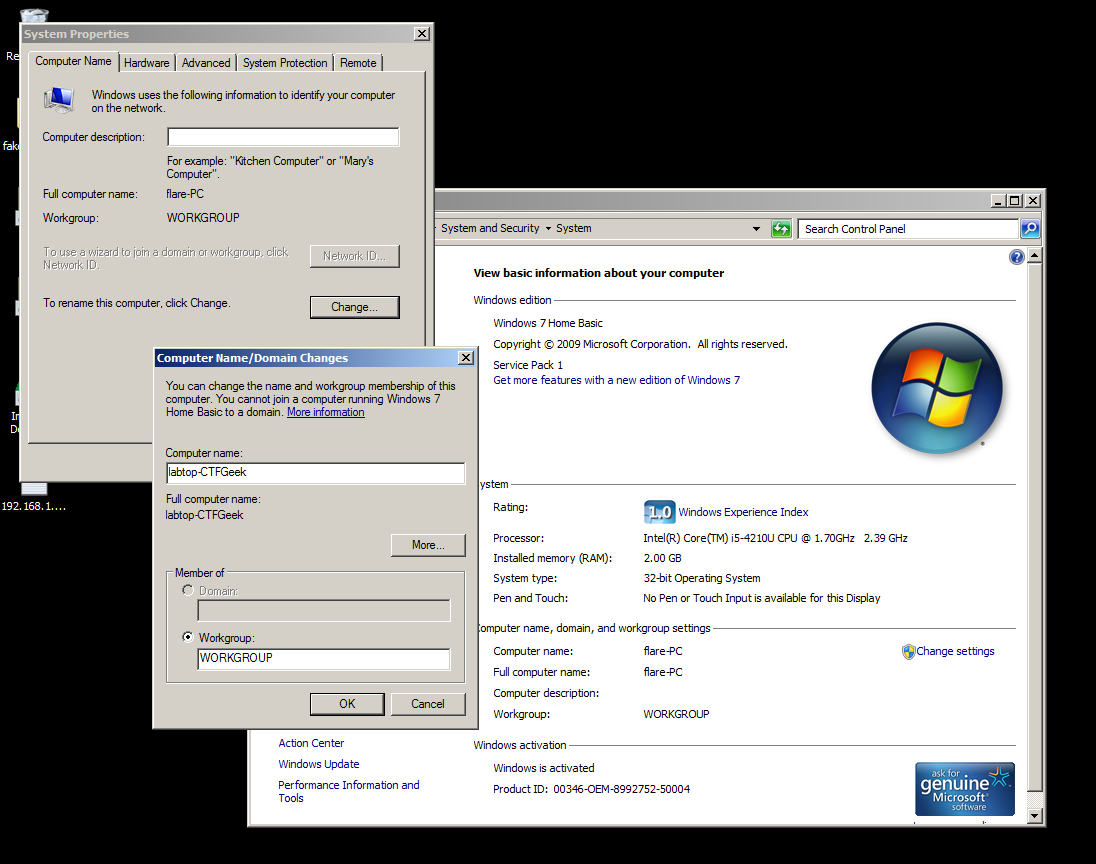 System Properties
Computer Name
Hardware
Advanced
System Protection
Remote
Windows uses the following information to identify your computer
on the network.
Computer description:
For example: "Kitchen Computer" or "Mary's
Computer".
Full computer name: flare-PC
Workgroup: WORKGROUP
To use a wizard to join a domain or workgroup, click
Network ID.
Network ID...
To rename this computer, click Change.
Change...
Computer Name/Domain Changes
You can change the name and workgroup membership of this
computer. You cannot join a computer running Windows 7
Home Basic to a domain. More information
Computer name:
labtop-CTFGeek
Full computer name:
labtop-CTFGeek
More...
Member of
Domain:
Workgroup:
WORKGROUP
OK
Cancel
192.168.1....
System and Security
System
Search Control Panel
View basic information about your computer
Windows edition
Windows 7 Home Basic
Copyright © 2009 Microsoft Corporation. All rights reserved.
Service Pack 1
Get more features with a new edition of Windows 7
ystem
Rating:
1.0 Windows Experience Index
Processor: Intel(R) Core(TM) i5-4210U CPU @ 1.70GHz 2.39 GHz
Installed memory (RAM): 2.00 GB
System type: 32-bit Operating System
Pen and Touch: No Pen or Touch Input is available for this Display
Computer name, domain, and workgroup settings
Computer name: flare-PC
Change settings
Full computer name: flare-PC
Computer description:
Workgroup: WORKGROUP
Windows activation
Windows is activated
Product ID: 00346-OEM-8992752-50004
ask for
genuine
Microsoft
software
Action Center
Windows Update
Performance Information and
Tools